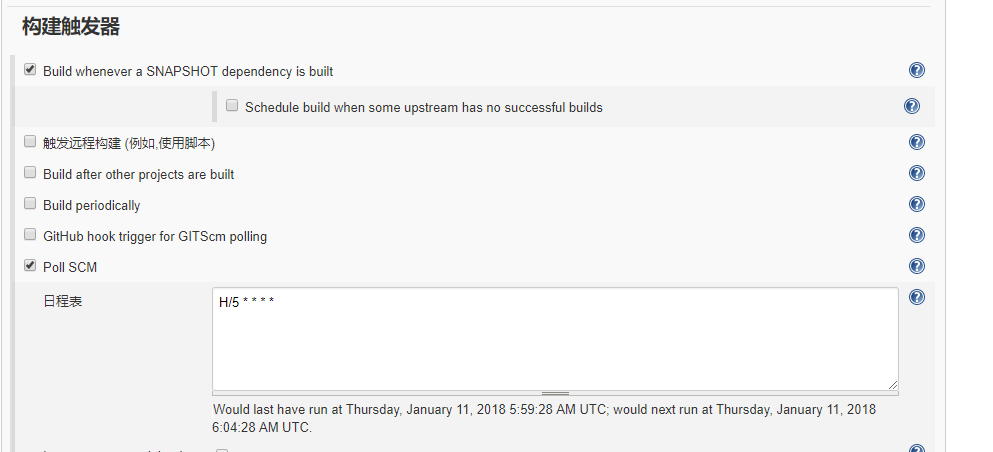 构建触发器
Build whenever a SNAPSHOT dependency is built
Schedule build when some upstream has no successful builds
触发远程构建 (例如,使用脚本)
Build after other projects are built
Build periodically
GitHub hook trigger for GITScm polling
Poll SCM
日程表
H/5 * * * *
Would last have run at Thursday, January 11, 2018 5:59:28 AM UTC; would next run at Thursday, January 11, 2018
6:04:28 AM UTC.